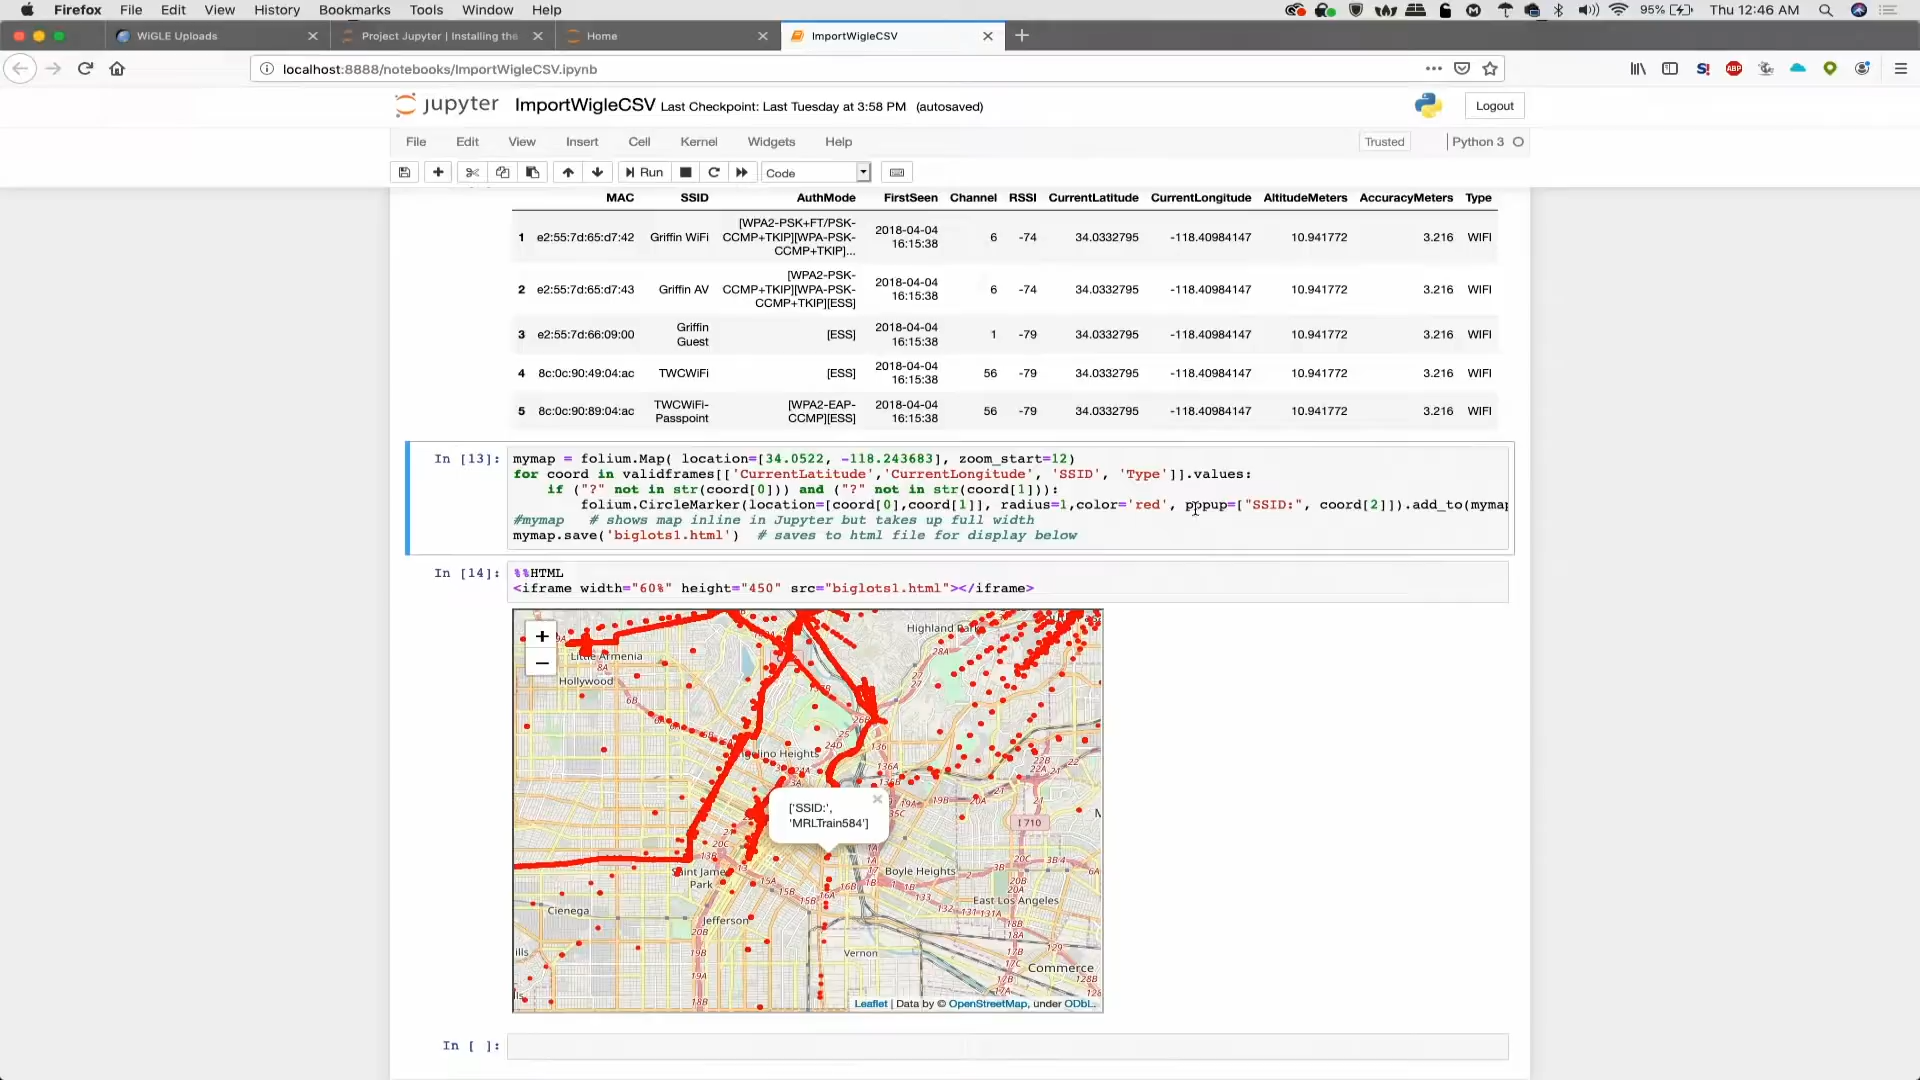 Firefox File Edit View History Bookmarks Tools Window Help
95% Thu 12:46 AM
WiGLE Uploads
Project Jupyter | Installing the
Home
ImportWigleCSV
localhost:8888/notebooks/ImportWigleCSV.ipynb
jupyter ImportWigleCSV Last Checkpoint: Last Tuesday at 3:58 PM (autosaved)
Logout
File Edit View Insert Cell Kernel Widgets Help
Trusted
Python 3
Run
Code
MAC SSID AuthMode FirstSeen Channel RSSI CurrentLatitude CurrentLongitude AltitudeMeters AccuracyMeters Type
1 e2:55:7d:65:d7:42 Griffin WiFi [WPA2-PSK+FT/PSK-CCMP+TKIP][WPA-PSK-CCMP+TKIP]... 2018-04-04 16:15:38 6 -74 34.0332795 -118.40984147 10.941772 3.216 WIFI
2 e2:55:7d:65:d7:43 Griffin AV [WPA2-PSK-CCMP+TKIP][WPA-PSK-CCMP+TKIP][ESS] 2018-04-04 16:15:38 6 -74 34.0332795 -118.40984147 10.941772 3.216 WIFI
3 e2:55:7d:66:09:00 Griffin Guest [ESS] 2018-04-04 16:15:38 1 -79 34.0332795 -118.40984147 10.941772 3.216 WIFI
4 8c:0c:90:49:04:ac TWCWiFi [ESS] 2018-04-04 16:15:38 56 -79 34.0332795 -118.40984147 10.941772 3.216 WIFI
5 8c:0c:90:89:04:ac TWCWiFi-Passpoint [WPA2-EAP-CCMP][ESS] 2018-04-04 16:15:38 56 -79 34.0332795 -118.40984147 10.941772 3.216 WIFI
In [13]:
mymap = folium.Map( location=[34.0522, -118.243683], zoom_start=12)
for coord in validframes[['CurrentLatitude','CurrentLongitude', 'SSID', 'Type']].values:
if ("?" not in str(coord[0])) and ("?" not in str(coord[1])):
folium.CircleMarker(location=[coord[0],coord[1]], radius=1,color='red', popup=["SSID:", coord[2]]).add_to(mymap
#mymap # shows map inline in Jupyter but takes up full width
mymap.save('biglots1.html') # saves to html file for display below
In [14]:
%%HTML
<iframe width="60%" height="450" src="biglots1.html"></iframe>
+
−
Highland Park
Little Armenia
Hollywood
['SSID:',
'MRLTrain584']
I 710
Saint James
Park
Boyle Heights
East Los Angeles
Cienega
Jefferson
Vernon
Commerce
Leaflet | Data by © OpenStreetMap, under ODbL.
In [ ]: